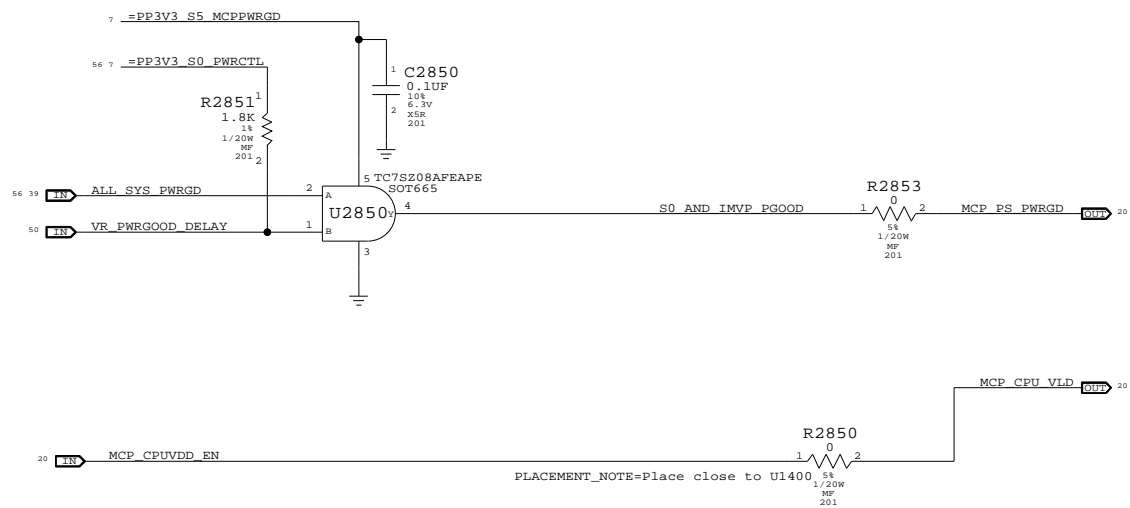 7 =PP3V3_S5_MCPPWRGD
56 7 =PP3V3_S0_PWRCTL
1 C2850
0.1UF
10%
6.3V
2 X5R
201
R2851 1
1.8K
1%
1/20W
MF
201 2
5 TC7SZ08AFEAPE
SOT665
56 39 IN ALL_SYS_PWRGD 2 A
U2850 Y 4
50 IN VR_PWRGOOD_DELAY 1 B
3
S0_AND_IMVP_PGOOD
R2853
0
1 2
5%
1/20W
MF
201
MCP_PS_PWRGD OUT 20
MCP_CPU_VLD OUT 20
R2850
0
20 IN MCP_CPUVDD_EN 1 2
PLACEMENT_NOTE=Place close to U1400
5%
1/20W
MF
201